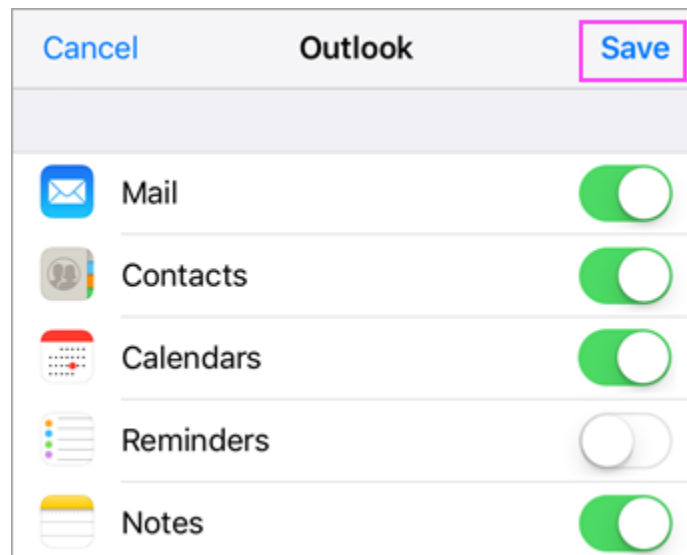 Cancel Outlook Save
Mail
Contacts
Calendars
Reminders
Notes